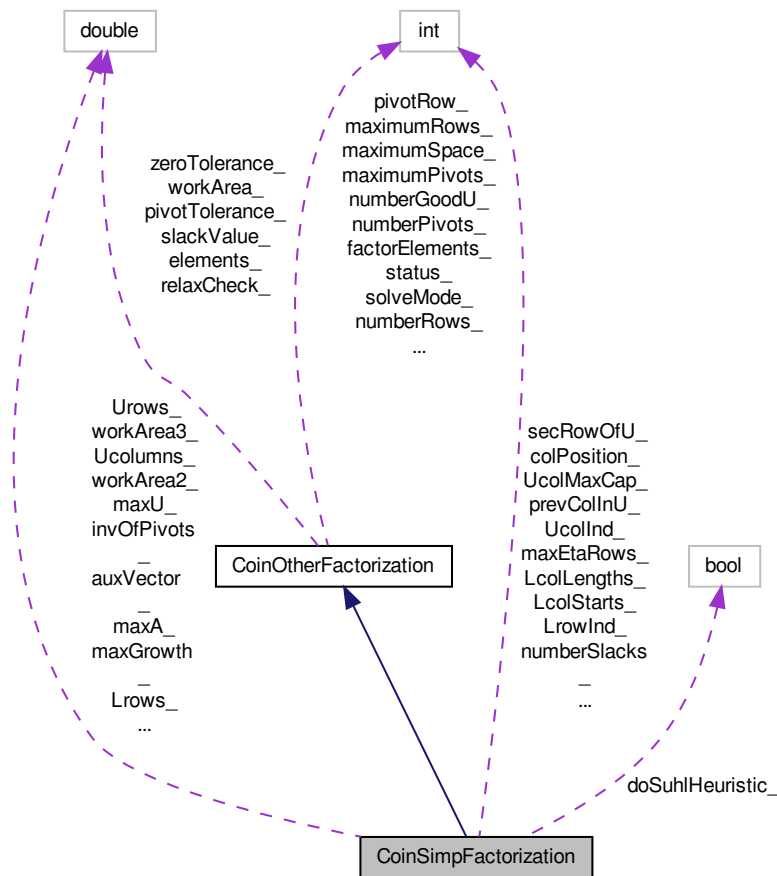 double
int
zeroTolerance_
workArea_
pivotTolerance_
slackValue_
elements_
relaxCheck_
pivotRow_
maximumRows_
maximumSpace_
maximumPivots_
numberGoodU_
numberPivots_
factorElements_
status_
solveMode_
numberRows_
...
Urows_
workArea3_
Ucolumns_
workArea2_
maxU_
invOfPivots
_
auxVector
_
maxA_
maxGrowth
_
Lrows_
...
secRowOfU_
colPosition_
UcolMaxCap_
prevColInU_
UcolInd_
maxEtaRows_
LcolLengths_
LcolStarts_
LrowInd_
numberSlacks
_
...
CoinOtherFactorization
bool
doSuhlHeuristic_
CoinSimpFactorization